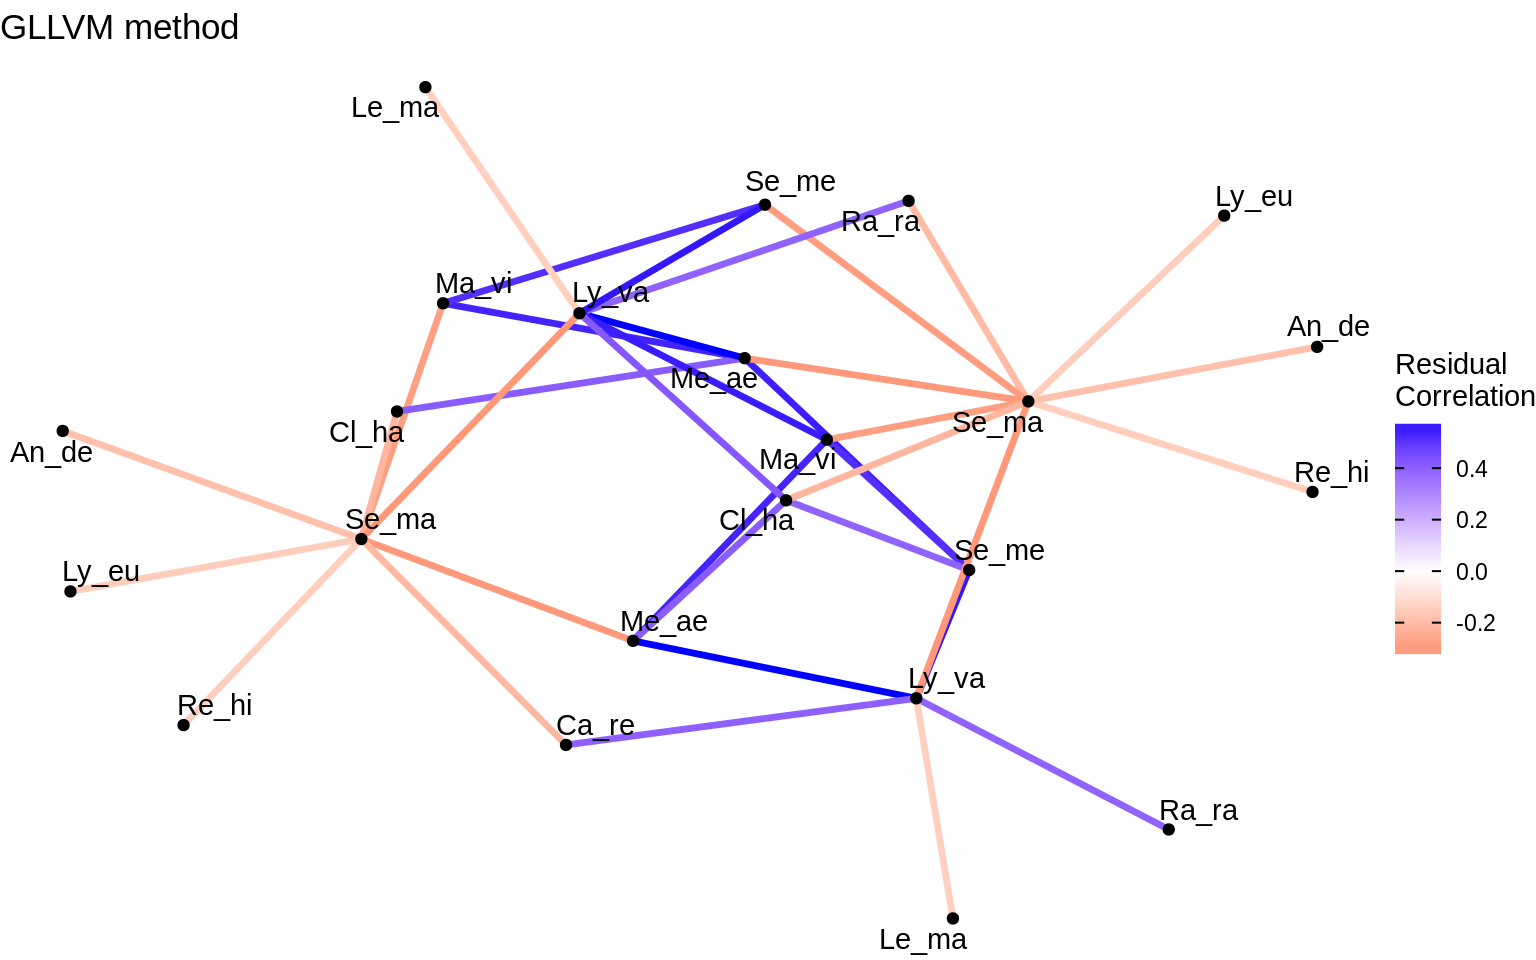 GLLVM method
Le_ma
Se_me
Ly_eu
Ra_ra
Ma_vi
Ly_va
An_de
Residual
Correlation
Me_ae
Se_ma
Cl_ha
An_de
Ma_vi
Re_hi
0.4
0.2
0.0
-0.2
Se_ma
Cl_ha
Se_me
Ly_eu
Me_ae
Ly_va
Re_hi
Ca_re
Ra_ra
Le_ma